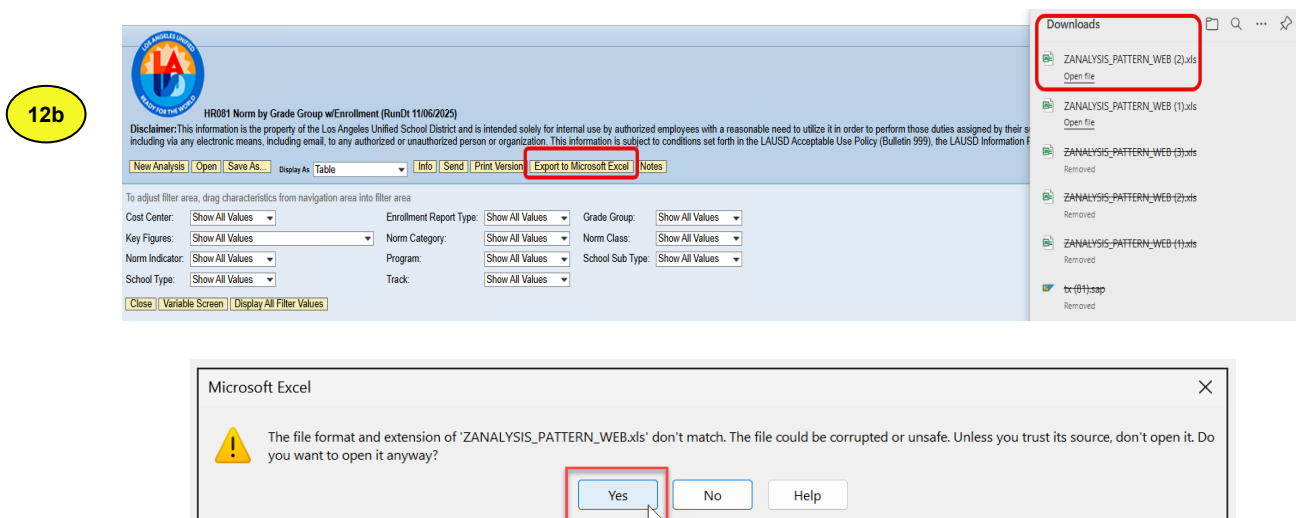 12b
LOS ANGELES UNIFIED
LA
USD
READY FOR THE WORLD
HR081 Norm by Grade Group w/Enrollment (RunDt 11/06/2025)
Disclaimer:This information is the property of the Los Angeles Unified School District and is intended solely for internal use by authorized employees with a reasonable need to utilize it in order to perform those duties assigned by their s
including via any electronic means, including email, to any authorized or unauthorized person or organization. This information is subject to conditions set forth in the LAUSD Acceptable Use Policy (Bulletin 999), the LAUSD Information
New Analysis Open Save As... Display As Table Info Send Print Version Export to Microsoft Excel Notes
To adjust filter area, drag characteristics from navigation area into filter area
Cost Center: Show All Values Enrollment Report Type: Show All Values Grade Group: Show All Values
Key Figures: Show All Values Norm Category: Show All Values Norm Class: Show All Values
Norm Indicator: Show All Values Program: Show All Values School Sub Type: Show All Values
School Type: Show All Values Track: Show All Values
Close Variable Screen Display All Filter Values
Downloads
ZANALYSIS_PATTERN_WEB (2).xls
Open file
ZANALYSIS_PATTERN_WEB (1).xls
Open file
ZANALYSIS_PATTERN_WEB (3).xls
Removed
ZANALYSIS_PATTERN_WEB (2).xls
Removed
ZANALYSIS_PATTERN_WEB (1).xls
Removed
tx (81).sap
Removed
Microsoft Excel
The file format and extension of 'ZANALYSIS_PATTERN_WEB.xls' don't match. The file could be corrupted or unsafe. Unless you trust its source, don't open it. Do
you want to open it anyway?
Yes No Help